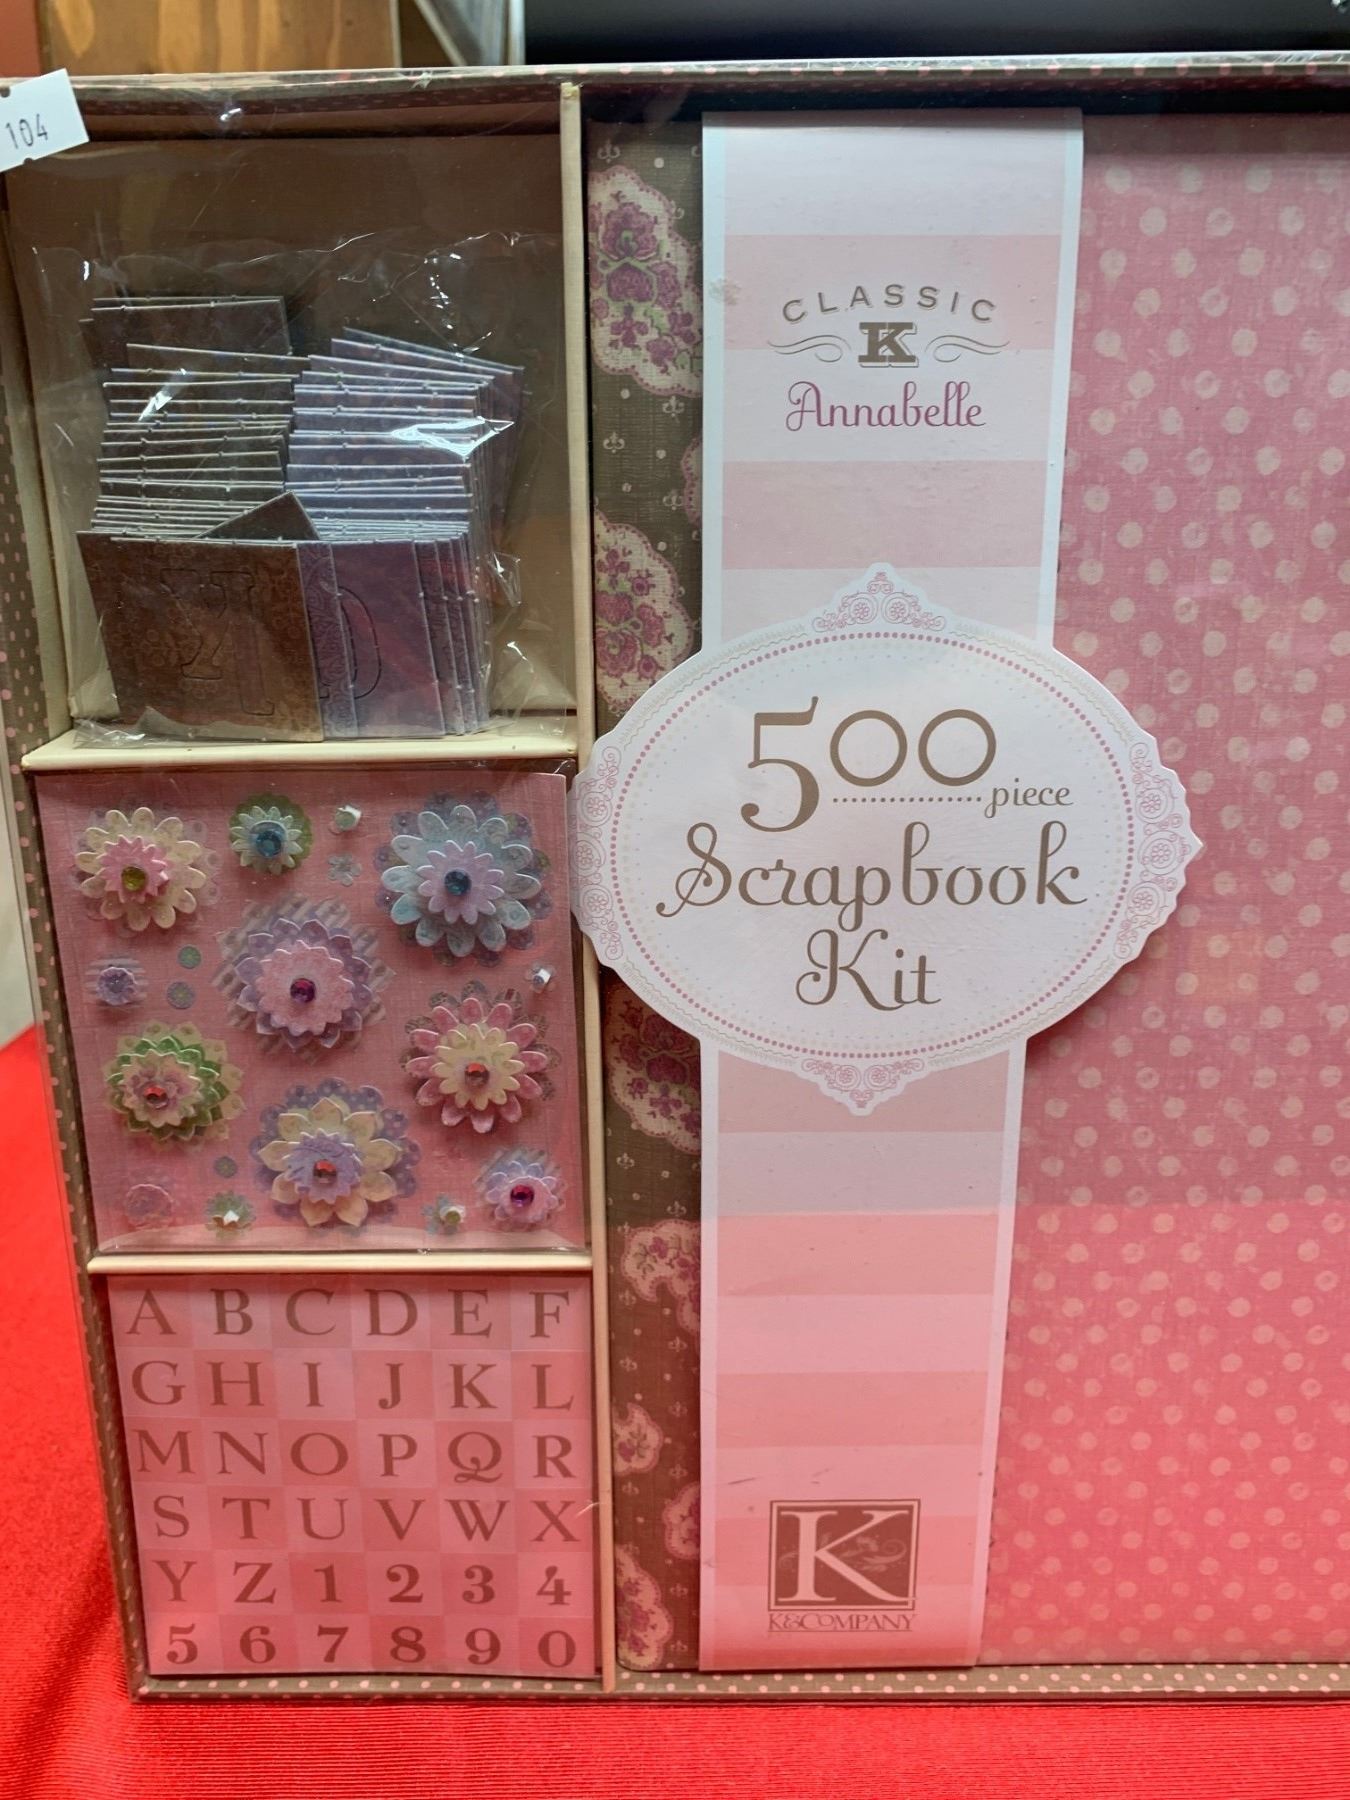 104
CLASSIC
K
Annabelle
500
piece
Scrapbook
Kit
A B C D E F
G H I J K L
M N O P Q R
S T U V W X
Y Z 1 2 3 4
5 6 7 8 9 0
K
K&COMPANY